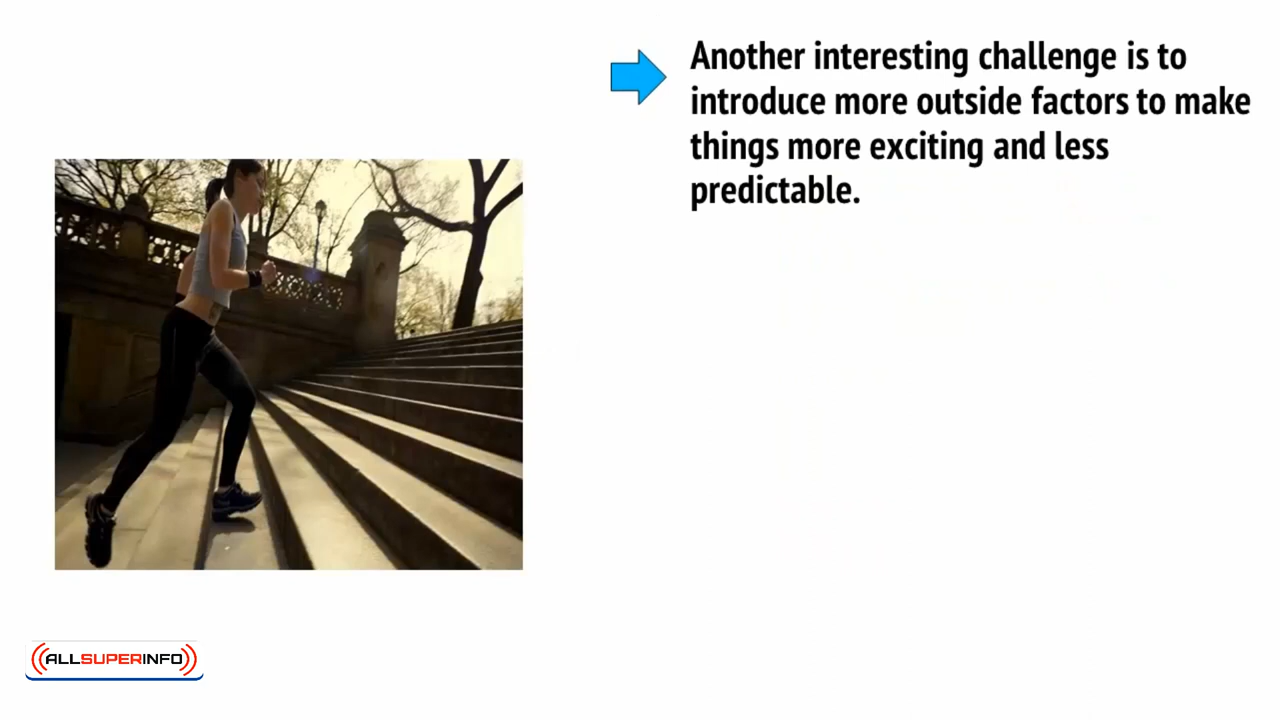 Another interesting challenge is to
introduce more outside factors to make
things more exciting and less
predictable.
ALLSUPERINFO